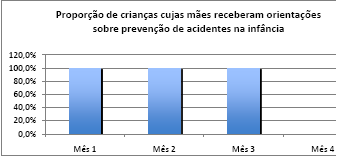 Proporção de crianças cujas mães receberam orientações
sobre prevenção de acidentes na infância
120,0%
100,0%
80,0%
60,0%
40,0%
20,0%
0,0%
Mês 1 Mês 2 Mês 3 Mês 4